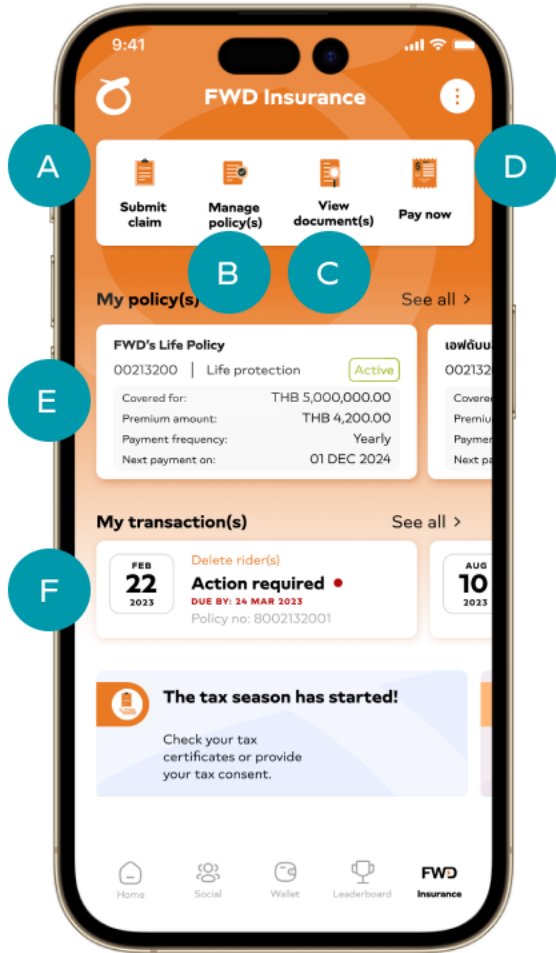 9:41
FWD Insurance
A
D
Submit claim
Manage policy(s)
View document(s)
Pay now
B
C
My policy(s)
See all >
FWD's Life Policy
00213200 | Life protection
Active
Covered for: THB 5,000,000.00
Premium amount: THB 4,200.00
Payment frequency: Yearly
Next payment on: 01 DEC 2024
002132
E
My transaction(s)
See all >
F
FEB
22
2023
Delete rider(s)
Action required
DUE BY: 24 MAR 2023
Policy no: 8002132001
AUG
10
2023
The tax season has started!
Check your tax
certificates or provide
your tax consent.
Home
Social
Wallet
Leaderboard
FWD
Insurance